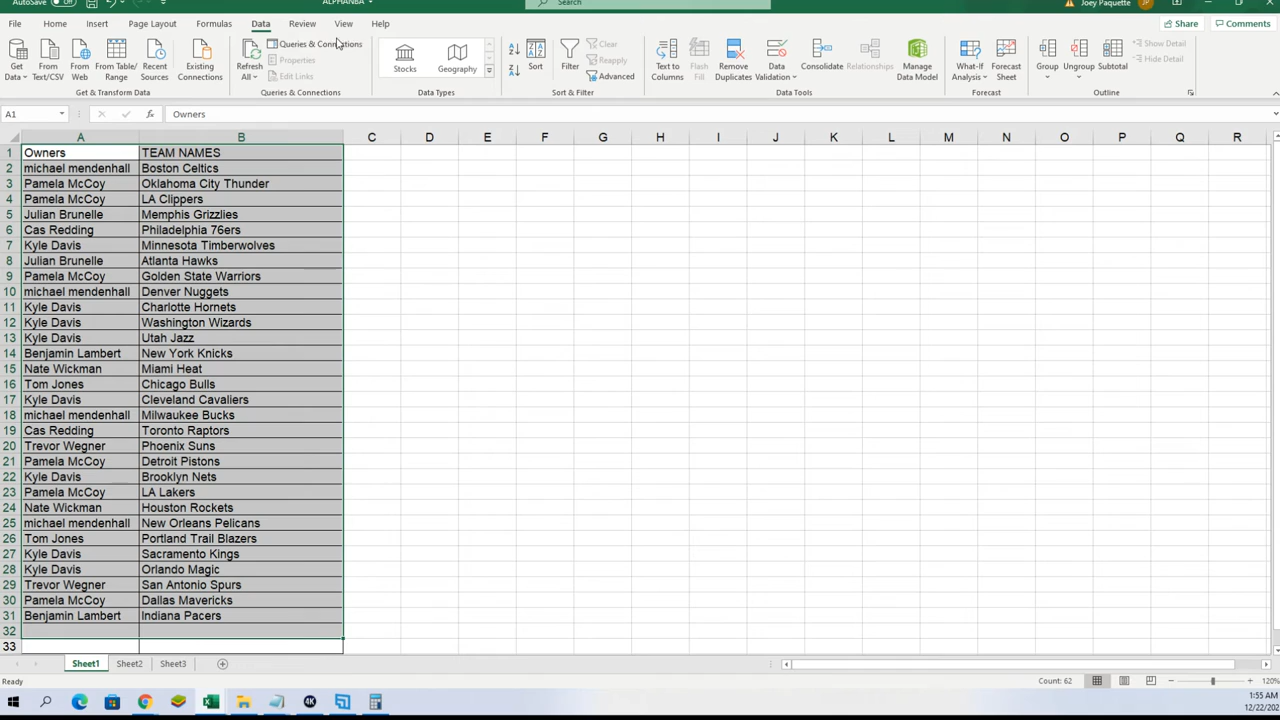 AutoSave Off ALPHANBA Search Joey Paquette
File Home Insert Page Layout Formulas Data Review View Help Share Comments
Get Data From Text/CSV From Web From Table/ Range Recent Sources Existing Connections
Refresh All Queries & Connections Properties Edit Links
Stocks Geography
Sort Filter Clear Reapply Advanced
Text to Columns Flash Fill Remove Duplicates Data Validation Consolidate Relationships Manage Data Model
What-If Analysis Forecast Sheet Group Ungroup Subtotal Show Detail Hide Detail
Get & Transform Data Queries & Connections Data Types Sort & Filter Data Tools Forecast Outline
A1 fx Owners
A B C D E F G H I J K L M N O P Q R
1 Owners TEAM NAMES
2 michael mendenhall Boston Celtics
3 Pamela McCoy Oklahoma City Thunder
4 Pamela McCoy LA Clippers
5 Julian Brunelle Memphis Grizzlies
6 Cas Redding Philadelphia 76ers
7 Kyle Davis Minnesota Timberwolves
8 Julian Brunelle Atlanta Hawks
9 Pamela McCoy Golden State Warriors
10 michael mendenhall Denver Nuggets
11 Kyle Davis Charlotte Hornets
12 Kyle Davis Washington Wizards
13 Kyle Davis Utah Jazz
14 Benjamin Lambert New York Knicks
15 Nate Wickman Miami Heat
16 Tom Jones Chicago Bulls
17 Kyle Davis Cleveland Cavaliers
18 michael mendenhall Milwaukee Bucks
19 Cas Redding Toronto Raptors
20 Trevor Wegner Phoenix Suns
21 Pamela McCoy Detroit Pistons
22 Kyle Davis Brooklyn Nets
23 Pamela McCoy LA Lakers
24 Nate Wickman Houston Rockets
25 michael mendenhall New Orleans Pelicans
26 Tom Jones Portland Trail Blazers
27 Kyle Davis Sacramento Kings
28 Kyle Davis Orlando Magic
29 Trevor Wegner San Antonio Spurs
30 Pamela McCoy Dallas Mavericks
31 Benjamin Lambert Indiana Pacers
32
33
Sheet1 Sheet2 Sheet3
Ready Count: 62 120%
4K 1:55 AM
12/22/202